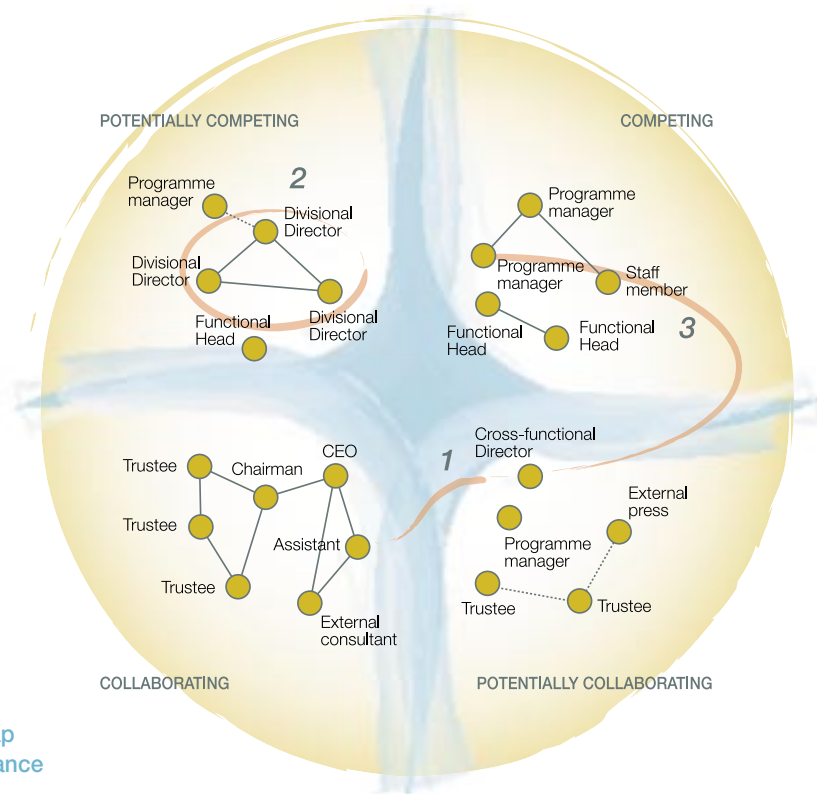 POTENTIALLY COMPETING
COMPETING
Programme
manager
2
Divisional
Director
Divisional
Director
Divisional
Director
Functional
Head
Programme
manager
Programme
manager
Staff
member
3
Functional
Head
Functional
Head
Cross-functional
Director
1
CEO
Chairman
Trustee
Trustee
Trustee
Assistant
External
consultant
External
press
Programme
manager
Trustee
Trustee
COLLABORATING
POTENTIALLY COLLABORATING